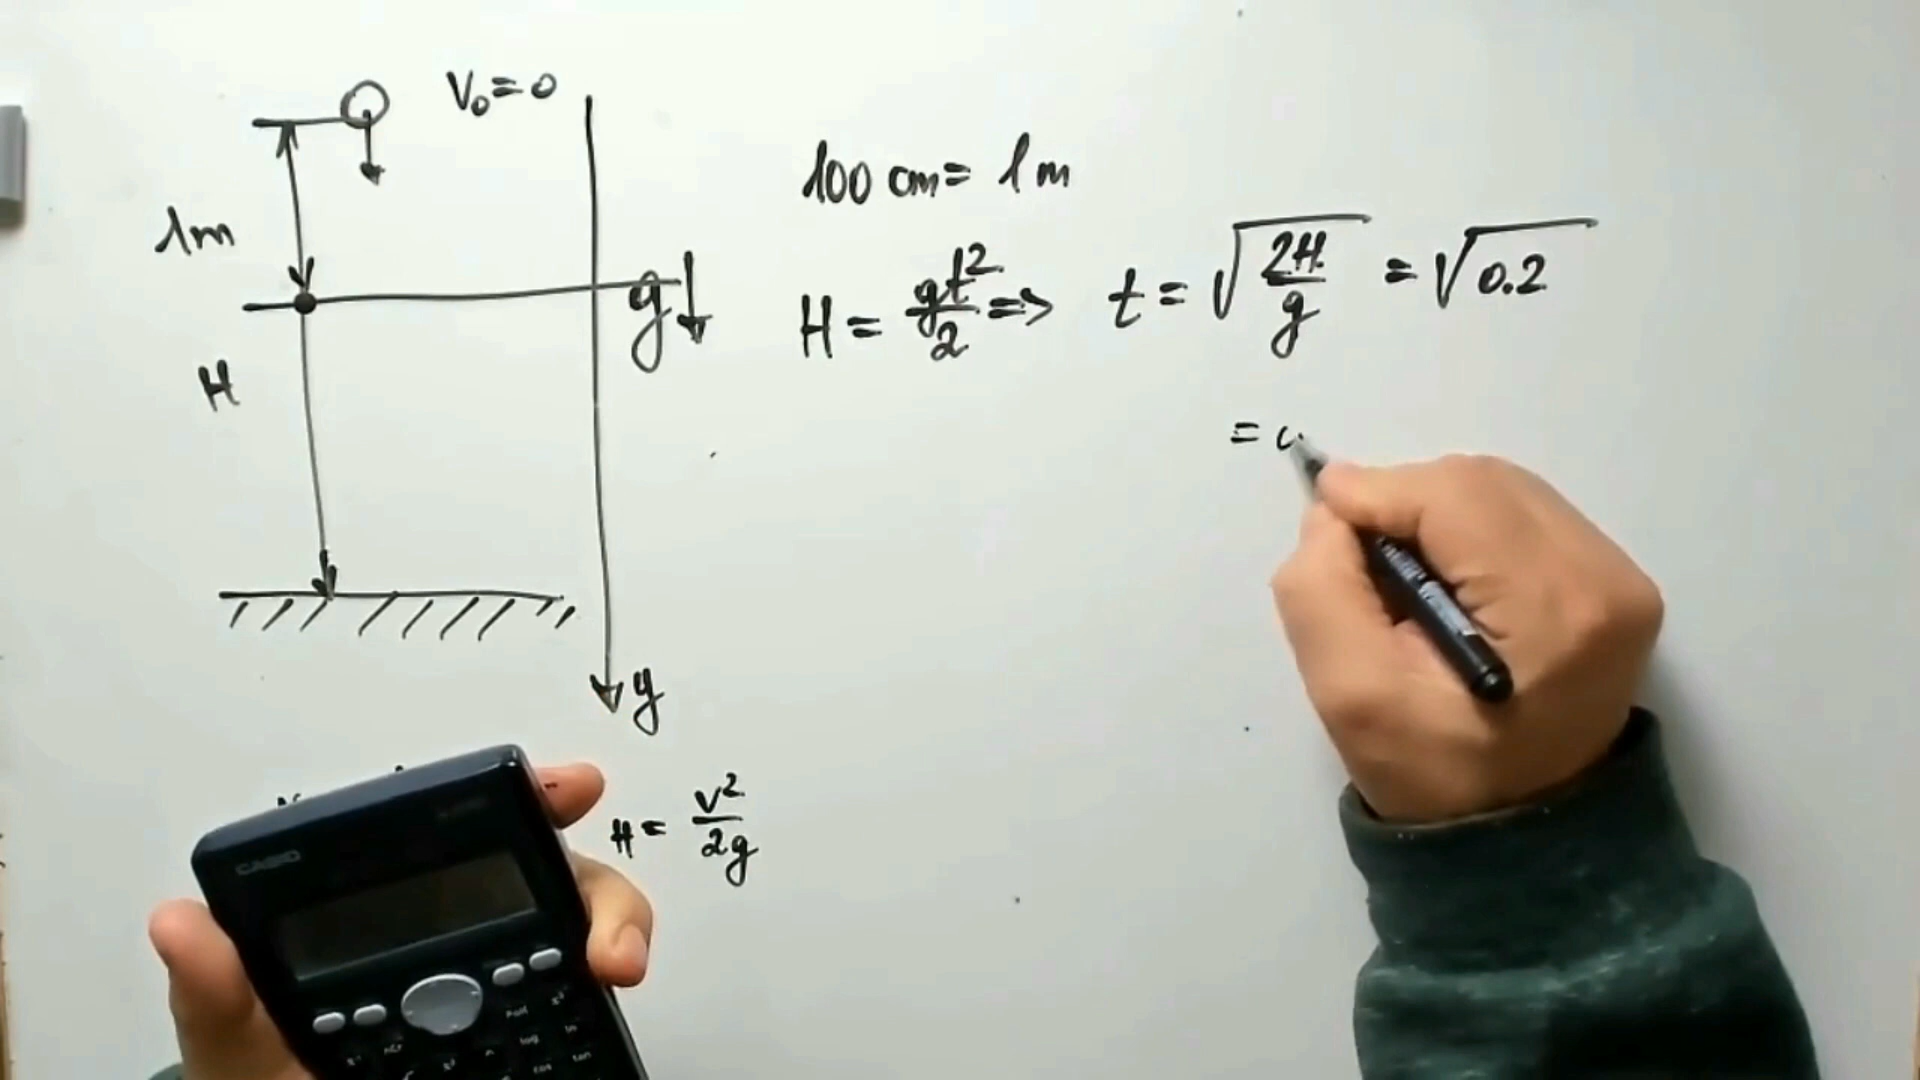 V₀=0
1m
100 cm = 1m
H = gt²/2 => t = √(2H/g) = √0.2
g
H
=
y
H = v²/2g
CASIO